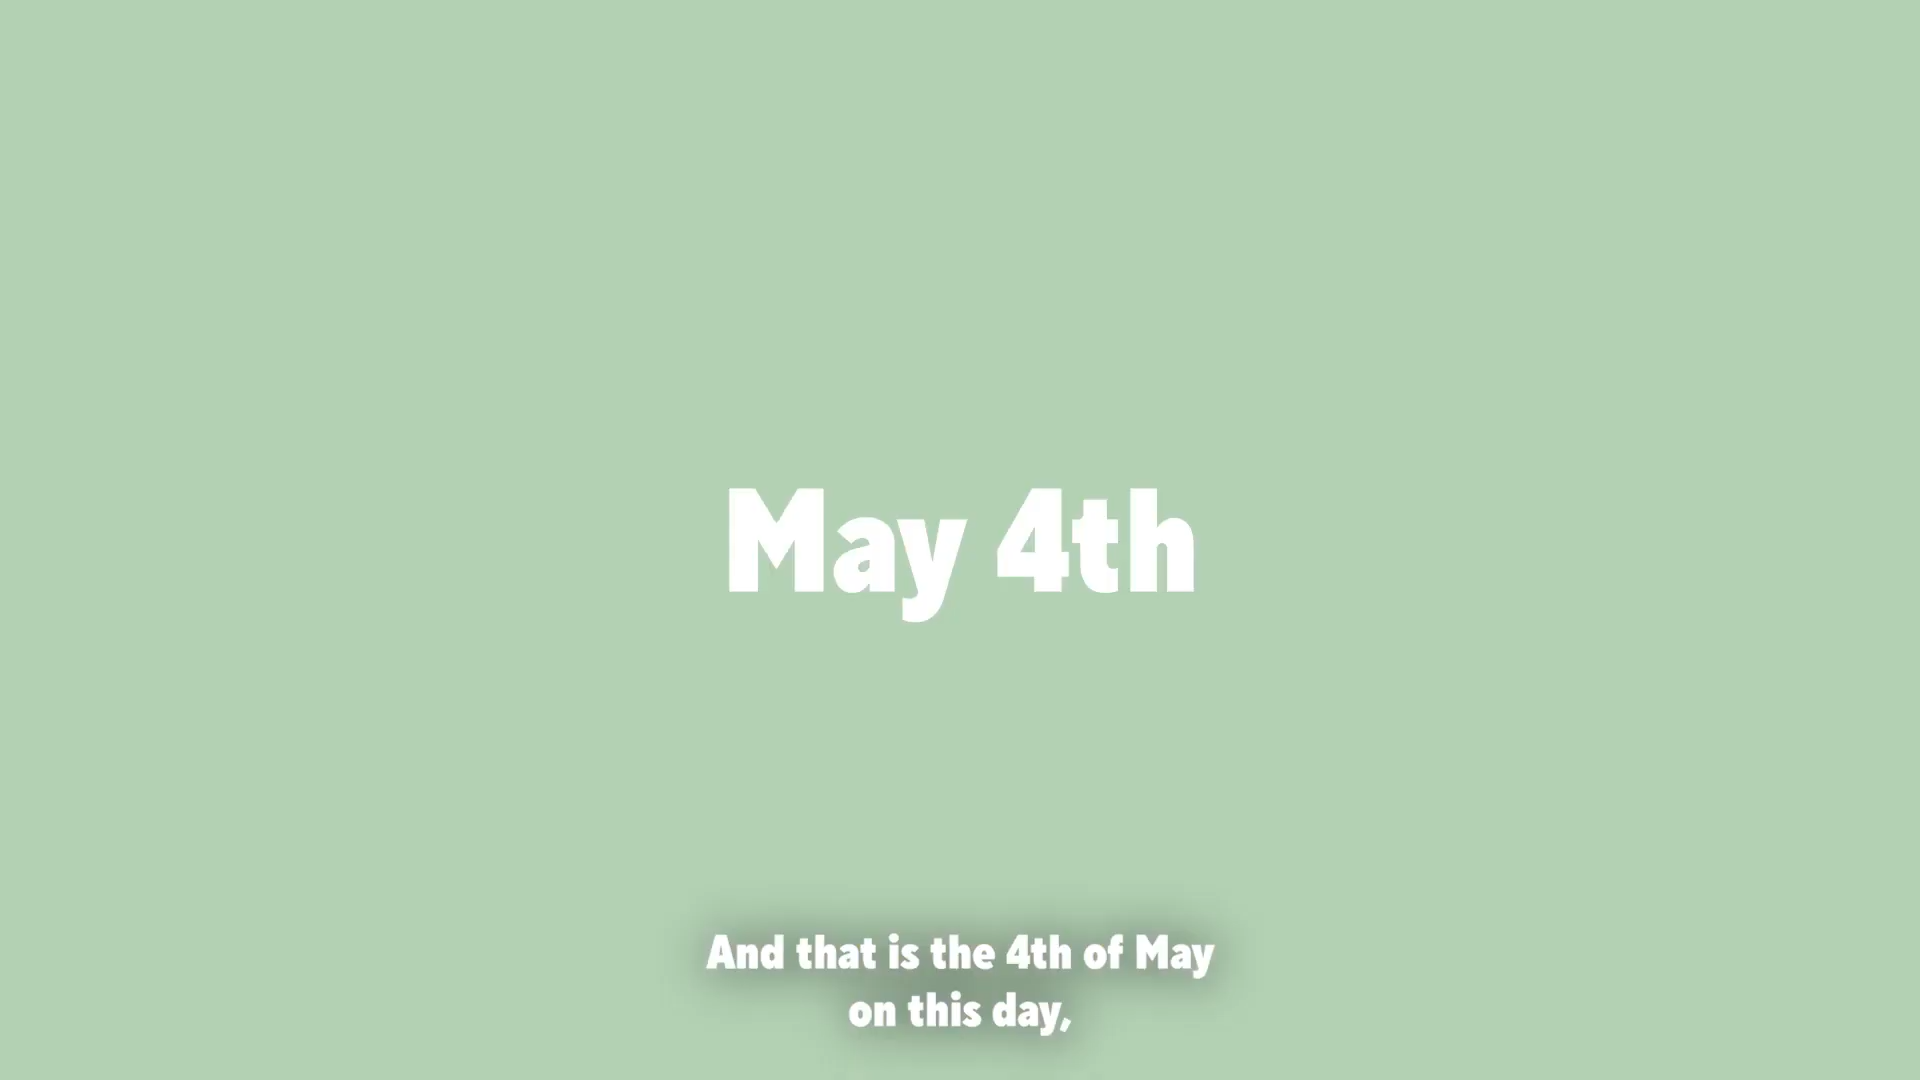 May 4th
And that is the 4th of May
on this day,